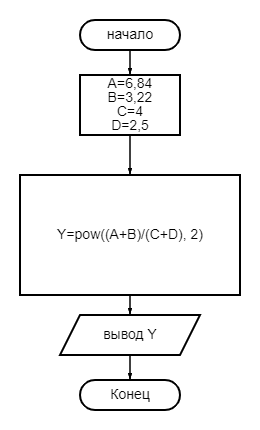 начало
A=6,84
B=3,22
C=4
D=2,5
Y=pow((A+B)/(C+D), 2)
вывод Y
Конец